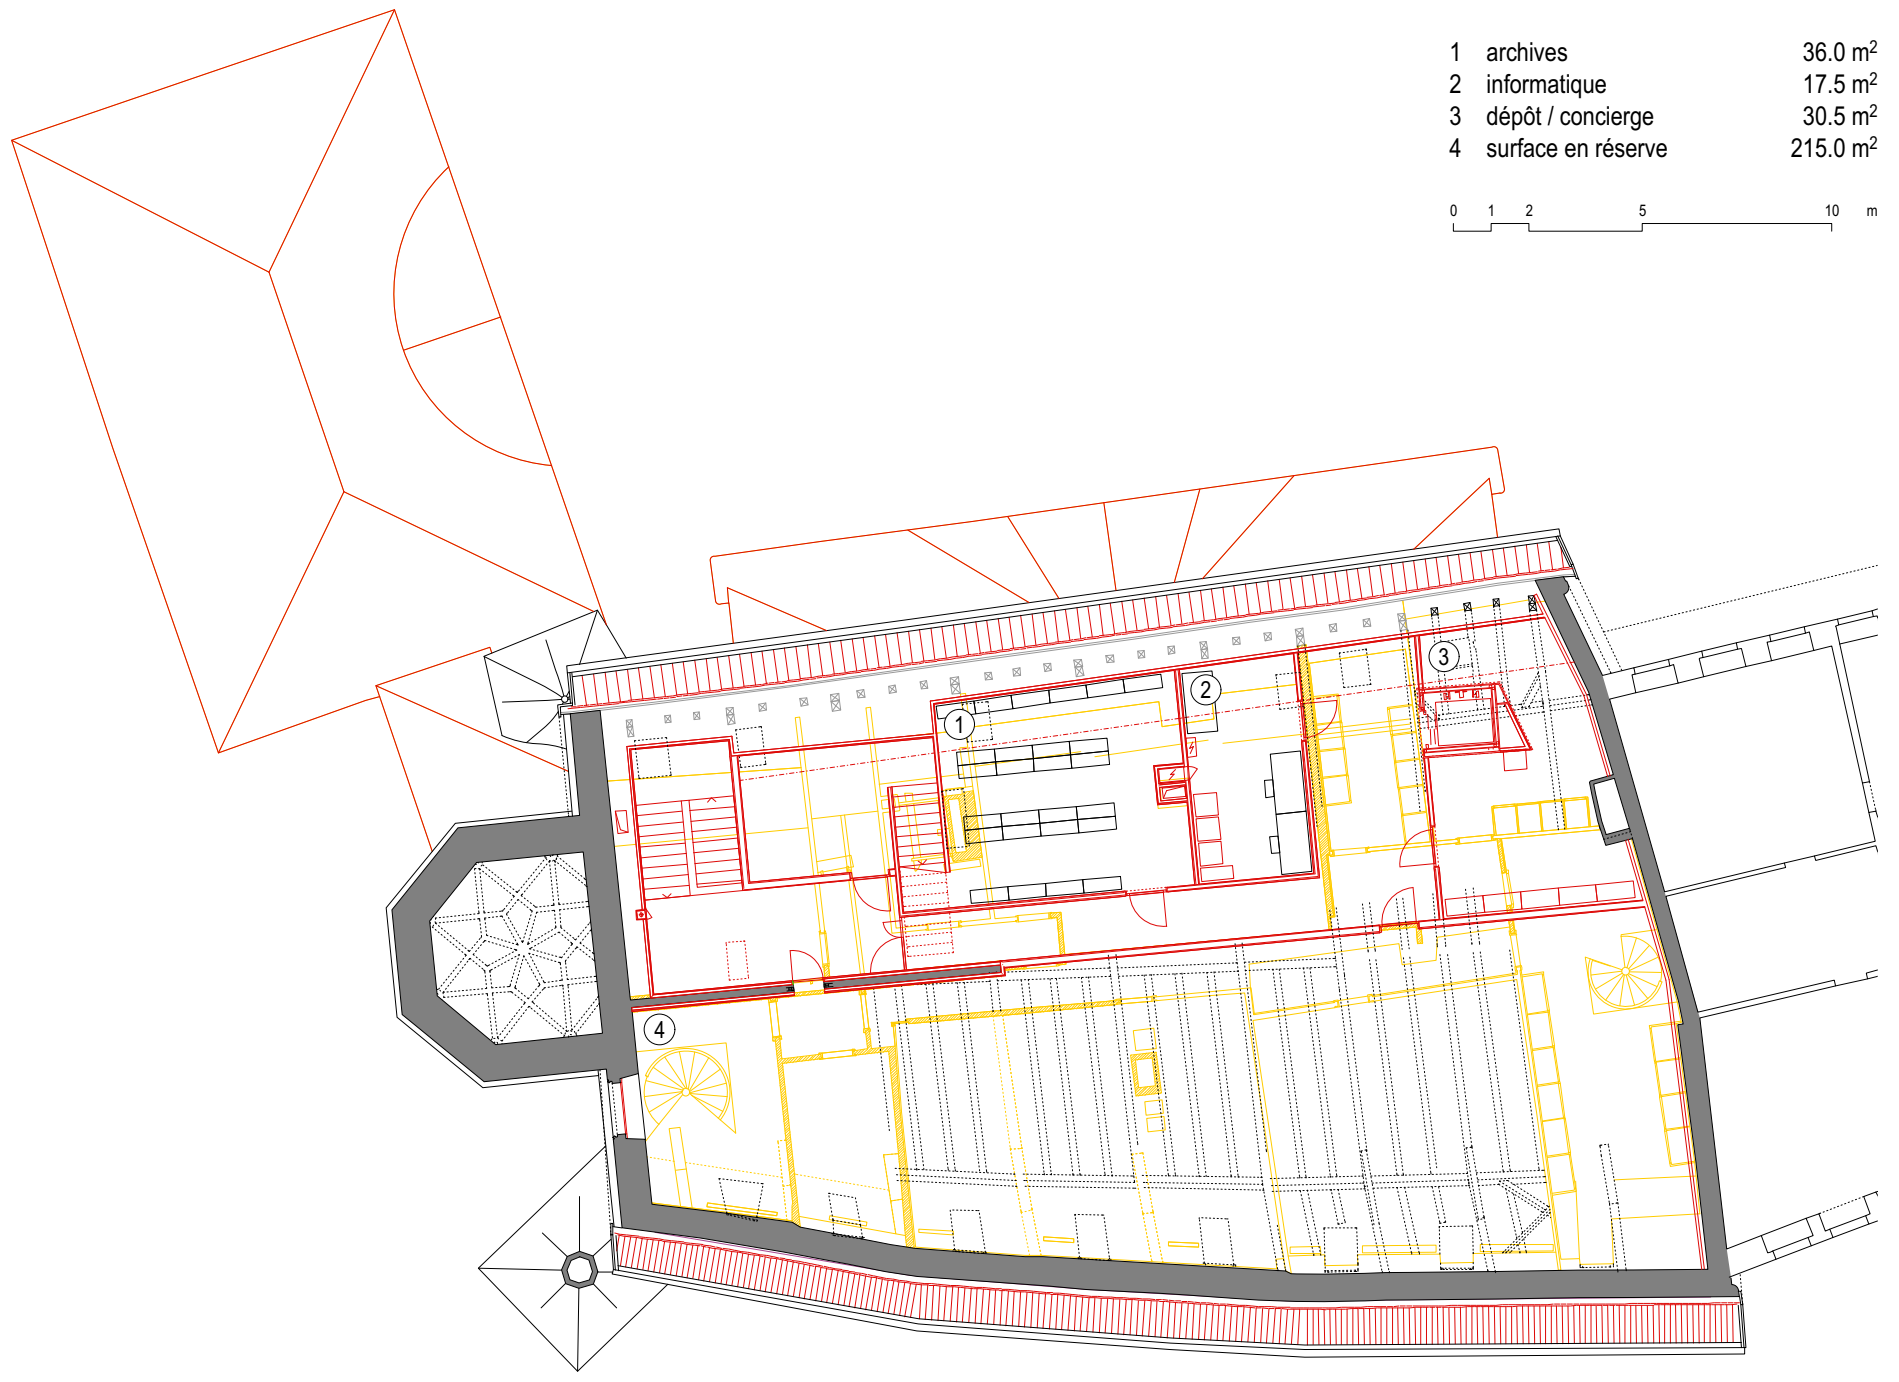 1 archives 36.0 m²
2 informatique 17.5 m²
3 dépôt / concierge 30.5 m²
4 surface en réserve 215.0 m²
0 1 2 5 10 m
3
2
1
4